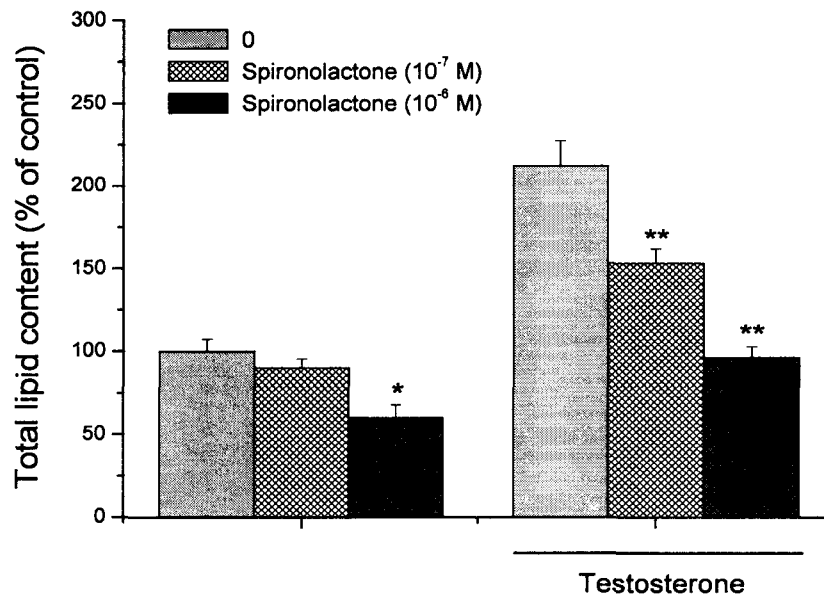 Total lipid content (% of control)
300
250
200
150
100
50
0
0
Spironolactone (10⁻⁷ M)
Spironolactone (10⁻⁶ M)
*
**
**
Testosterone